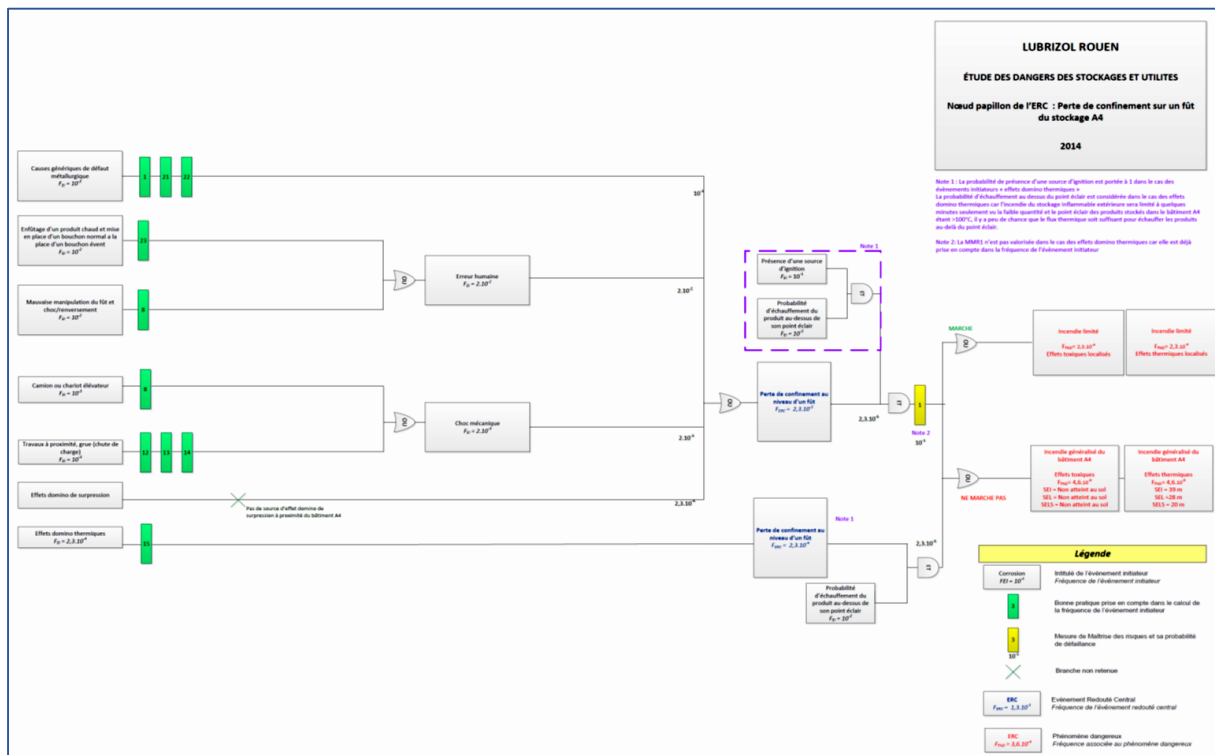 LUBRIZOL ROUEN
ÉTUDE DES DANGERS DES STOCKAGES ET UTILITES
Nœud papillon de l'ERC : Perte de confinement sur un fût
du stockage A4
2014
Note 1 : La probabilité de présence d'une source d'ignition est portée à 1 dans le cas des
évènements initiateurs « effets domino thermiques »
La probabilité d'échauffement au dessus du point éclair est considérée dans le cas des effets
domino thermiques car l'incendie du stockage inflammable extérieure sera limité à quelques
minutes seulement vu la faible quantité et le point éclair des produits stockés dans le bâtiment A4
étant >100°C, il y a peu de chance que le flux thermique soit suffisant pour échauffer les produits
au-delà du point éclair.
Note 2: La MMR1 n'est pas valorisée dans le cas des effets domino thermiques car elle est déjà
prise en compte dans la fréquence de l'évènement initiateur
Causes génériques de défaut
métallurgique
1
21
22
Enfûtage d'un produit chaud et mise
en place d'un bouchon normal a la
place d'un bouchon évent
23
Mauvaise manipulation du fût et
choc/renversement
8
OU
Erreur humaine
F_EI = 2.10⁻²
2.10⁻²
Camion ou chariot élévateur
8
Travaux à proximité, grue (chute de
charge)
12
13
14
OU
Choc mécanique
Effets domino de surpression
Pas de source d'effet domine de
surpression à proximité du bâtiment A4
Effets domino thermiques
15
Note 1
Présence d'une source
d'ignition
Probabilité
d'échauffement du
produit au-dessus de
son point éclair
ET
OU
Perte de confinement au
niveau d'un fût
ET
1
Note 2
Note 1
Perte de confinement au
niveau d'un fût
Probabilité
d'échauffement du
produit au-dessus de
son point éclair
ET
MARCHE
OU
Incendie limité
Effets toxiques localisés
Incendie limité
Effets thermiques localisés
NE MARCHE PAS
OU
Incendie généralisé du
bâtiment A4
Effets toxiques
SEI = Non atteint au sol
SEL = Non atteint au sol
SELS = Non atteint au sol
Incendie généralisé du
bâtiment A4
Effets thermiques
SEI = 39 m
SEL =28 m
SELS = 20 m
Légende
Corrosion
Intitulé de l'évènement initiateur
Fréquence de l'évènement initiateur
3
Bonne pratique prise en compte dans le calcul de
la fréquence de l'évènement initiateur
3
Mesure de Maîtrise des risques et sa probabilité
de défaillance
Branche non retenue
ERC
Evènement Redouté Central
Fréquence de l'événement redouté central
ERC
Phénomène dangereux
Fréquence associée au phénomène dangereux